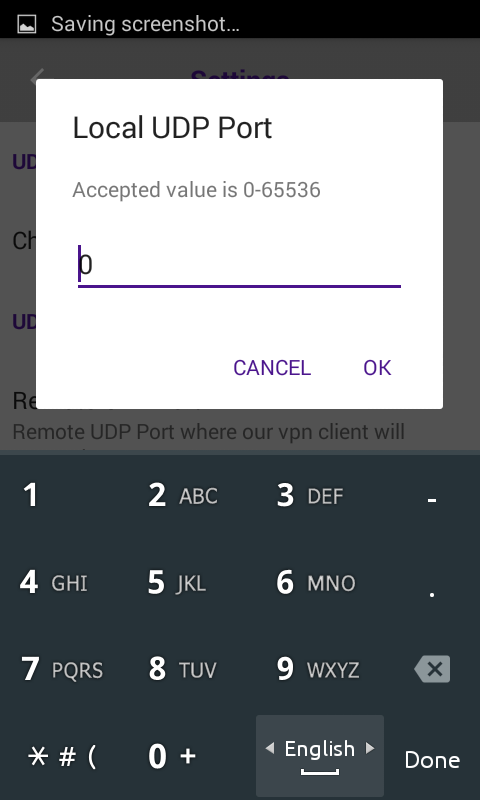 Saving screenshot...
Settings
UD
Local UDP Port
Accepted value is 0-65536
Ch
0
UD
CANCEL OK
Re
Remote UDP Port where our vpn client will
1 2 ABC 3 DEF -
4 GHI 5 JKL 6 MNO .
7 PQRS 8 TUV 9 WXYZ
* # ( 0 + English Done